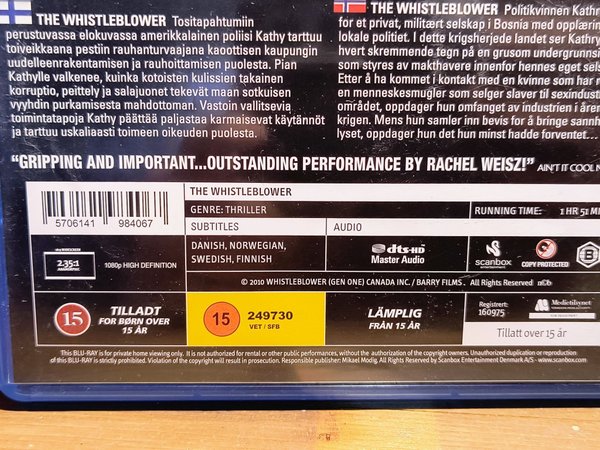 THE WHISTLEBLOWER Tositapahtumiin
perustuvassa elokuvassa amerikkalainen poliisi Kathy tarttuu
toiveikkaana pestiin rauhanturvaajana kaoottisen kaupungin
uudelleenrakentamisen ja rauhoittamisen puolesta. Pian
Kathylle valkenee, kuinka kotoisten kulissien takainen
korruptio, peittely ja salajuonet tekevät maan sotkuisen
vyyhdin purkamisesta mahdottoman. Vastoin vallitsevia
toimintatapoja Kathy päättää paljastaa karmaisevat käytännöt
ja tarttuu uskaliaasti toimeen oikeuden puolesta.
THE WHISTLEBLOWER Politikvinnen Kathr
for et privat, militært selskap i Bosnia med opplærin
lokale politiet. I dette krigsherjede landet ser Kathry
hvert skremmende tegn på en grusom undergrunnsi
som styres av makthavere innenfor hennes eget sels
Etter å ha kommet i kontakt med en kvinne som har r
en menneskesmugler som selger slaver til sexindust
området, oppdager hun omfanget av industrien i åren
krigen. Mens hun samler inn bevis for å bringe sannh
lyset, oppdager hun det hun minst hadde forventet...
"GRIPPING AND IMPORTANT...OUTSTANDING PERFORMANCE BY RACHEL WEISZ!" AIN'T IT COOL N
5706141 984067
THE WHISTLEBLOWER
GENRE: THRILLER
RUNNING TIME: 1 HR 51 MI
SUBTITLES
AUDIO
DANISH, NORWEGIAN,
SWEDISH, FINNISH
dts-HD
Master Audio
scanbox
entertainment
COPY PROTECTED
B
2.35:1
ANAMORPHIC
1080p HIGH DEFINITION
© 2010 WHISTLEBLOWER (GEN ONE) CANADA INC. / BARRY FILMS. All Rights Reserved nCb
15
TILLADT
FOR BØRN OVER
15 ÅR
15
249730
VET / SFB
LÄMPLIG
FRÅN 15 ÅR
Registrert:
160975
Medietilsynet
Tillatt over 15 år
This BLU-RAY is for private home viewing only. It is not authorized for rental or other public performances, without the authorization of the copyright owners. Unauthorized duplication or reproduction
of this BLU-RAY is strictly prohibited. Violation of the copyright will result in prosecution. Responsible publisher: Mikael Modig. All Rights Reserved by Scanbox Entertainment Denmark A/S - www.scanbox.com